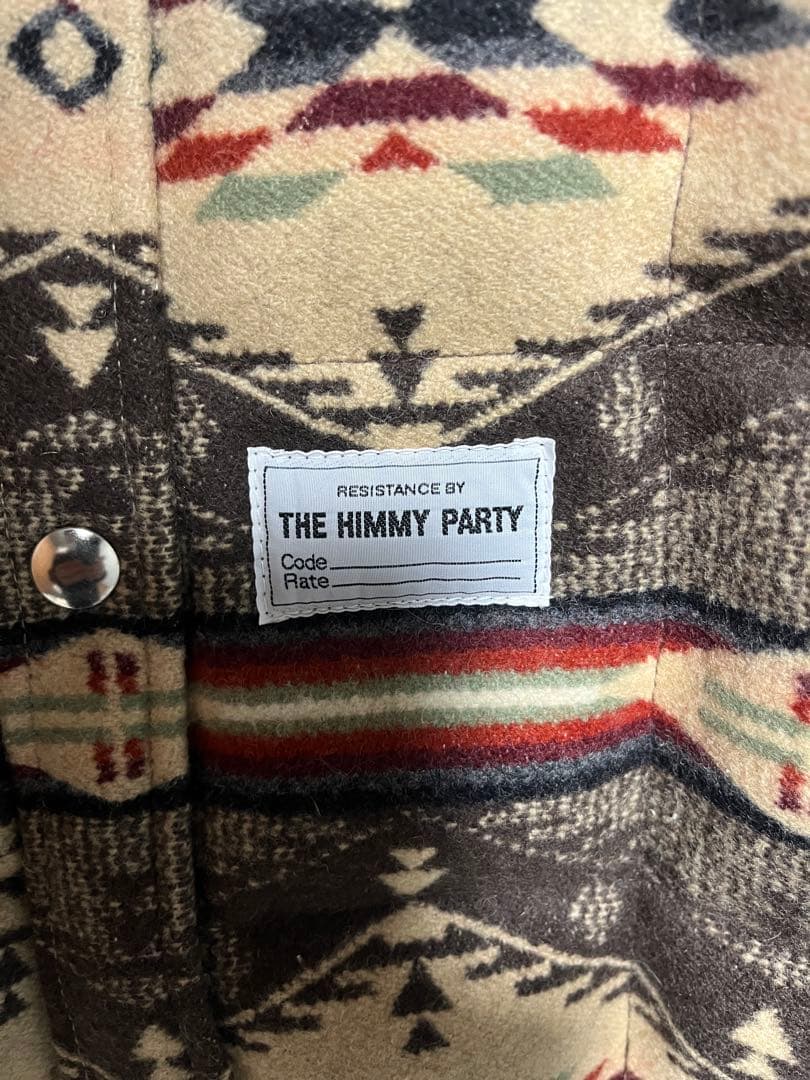 RESISTANCE BY
THE HIMMY PARTY
Code
Rate